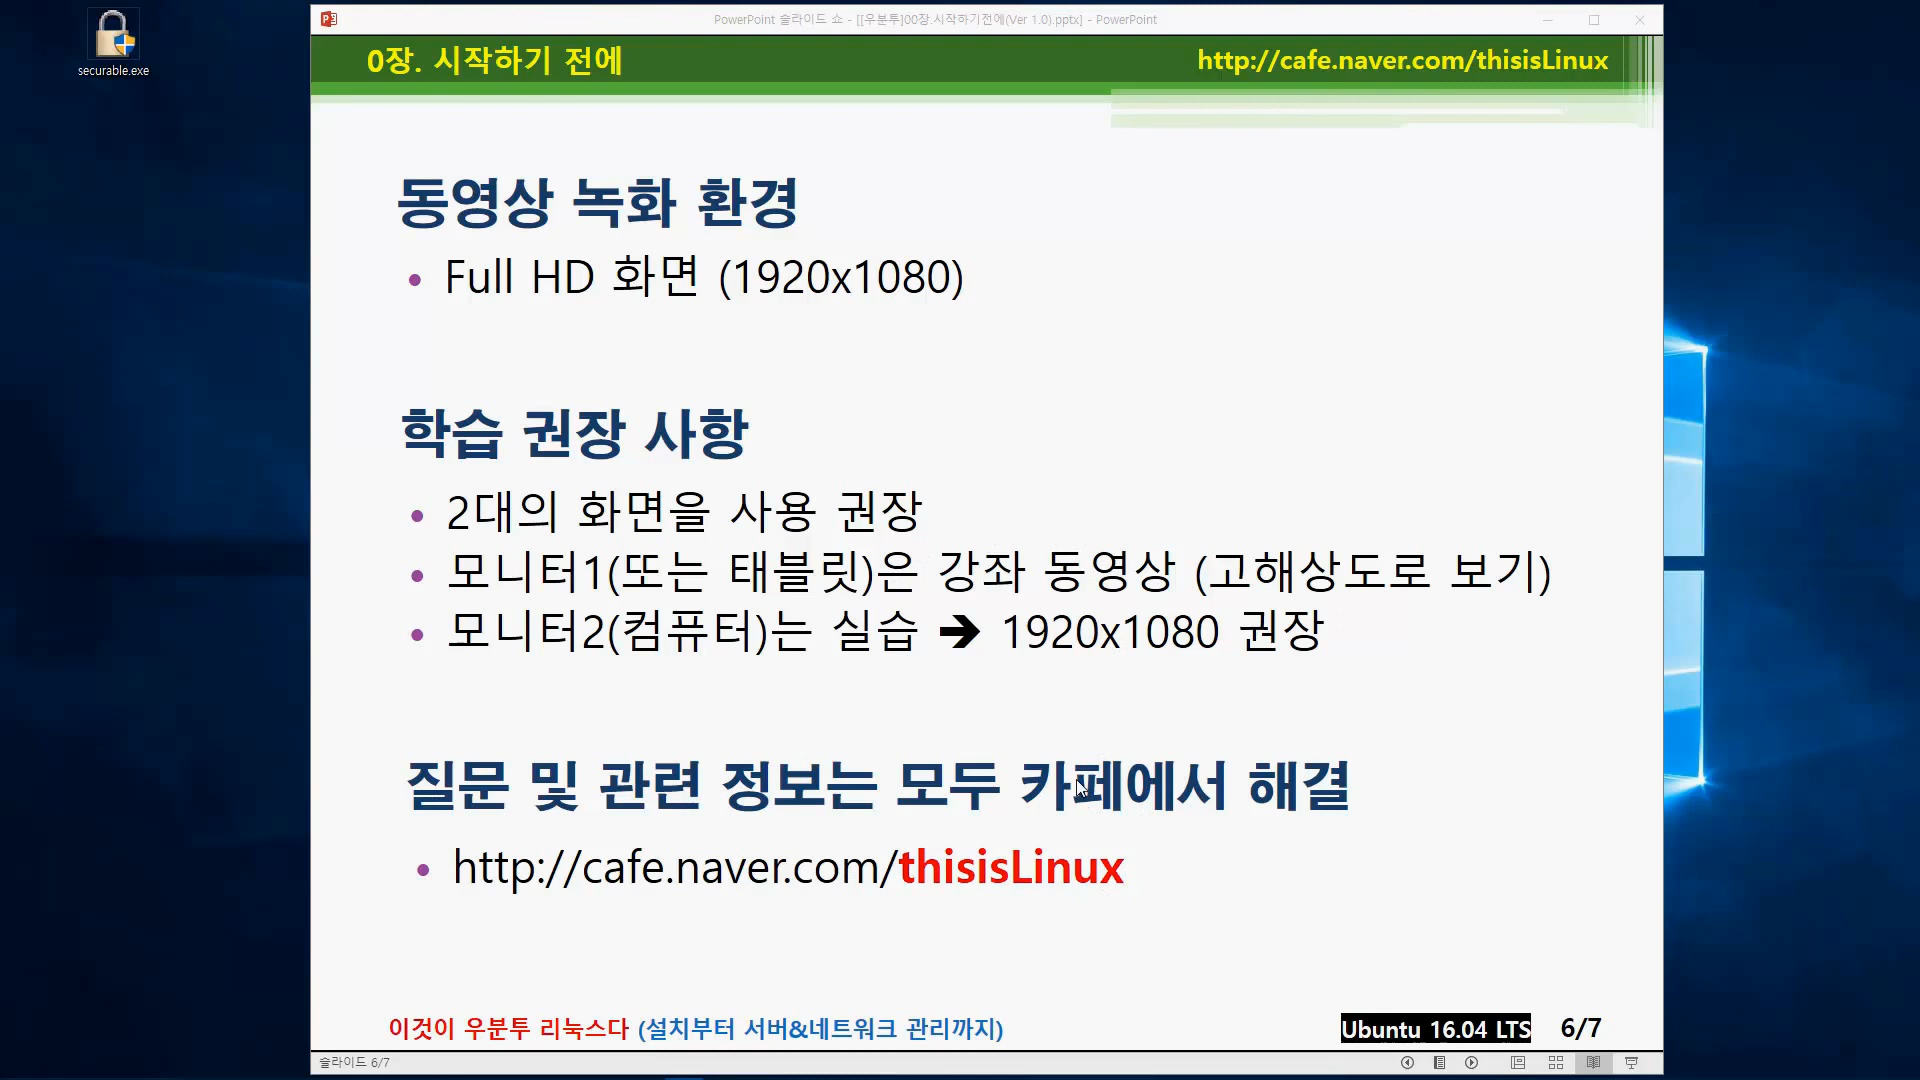 securable.exe
PowerPoint 슬라이드 쇼 - [[우분투]00장.시작하기전에(Ver 1.0).pptx] - PowerPoint
0장. 시작하기 전에
http://cafe.naver.com/thisisLinux
동영상 녹화 환경
• Full HD 화면 (1920x1080)
학습 권장 사항
• 2대의 화면을 사용 권장
• 모니터1(또는 태블릿)은 강좌 동영상 (고해상도로 보기)
• 모니터2(컴퓨터)는 실습 ➔ 1920x1080 권장
질문 및 관련 정보는 모두 카페에서 해결
• http://cafe.naver.com/thisisLinux
이것이 우분투 리눅스다 (설치부터 서버&네트워크 관리까지)
Ubuntu 16.04 LTS
6/7
슬라이드 6/7